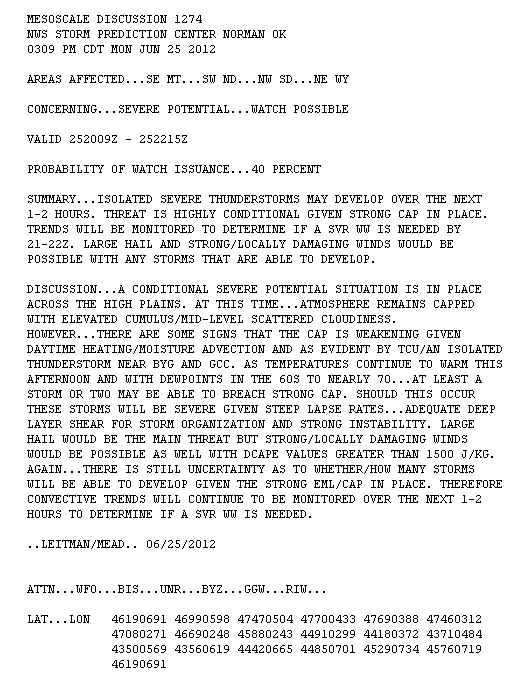 MESOSCALE DISCUSSION 1274
NWS STORM PREDICTION CENTER NORMAN OK
0309 PM CDT MON JUN 25 2012
AREAS AFFECTED...SE MT...SW ND...NW SD...NE WY
CONCERNING...SEVERE POTENTIAL...WATCH POSSIBLE
VALID 252009Z - 252215Z
PROBABILITY OF WATCH ISSUANCE...40 PERCENT
SUMMARY...ISOLATED SEVERE THUNDERSTORMS MAY DEVELOP OVER THE NEXT
1-2 HOURS. THREAT IS HIGHLY CONDITIONAL GIVEN STRONG CAP IN PLACE.
TRENDS WILL BE MONITORED TO DETERMINE IF A SVR WW IS NEEDED BY
21-22Z. LARGE HAIL AND STRONG/LOCALLY DAMAGING WINDS WOULD BE
POSSIBLE WITH ANY STORMS THAT ARE ABLE TO DEVELOP.
DISCUSSION...A CONDITIONAL SEVERE POTENTIAL SITUATION IS IN PLACE
ACROSS THE HIGH PLAINS. AT THIS TIME...ATMOSPHERE REMAINS CAPPED
WITH ELEVATED CUMULUS/MID-LEVEL SCATTERED CLOUDINESS.
HOWEVER...THERE ARE SOME SIGNS THAT THE CAP IS WEAKENING GIVEN
DAYTIME HEATING/MOISTURE ADVECTION AND AS EVIDENT BY TCU/AN ISOLATED
THUNDERSTORM NEAR BYG AND GCC. AS TEMPERATURES CONTINUE TO WARM THIS
AFTERNOON AND WITH DEWPOINTS IN THE 60S TO NEARLY 70...AT LEAST A
STORM OR TWO MAY BE ABLE TO BREACH STRONG CAP. SHOULD THIS OCCUR
THESE STORMS WILL BE SEVERE GIVEN STEEP LAPSE RATES...ADEQUATE DEEP
LAYER SHEAR FOR STORM ORGANIZATION AND STRONG INSTABILITY. LARGE
HAIL WOULD BE THE MAIN THREAT BUT STRONG/LOCALLY DAMAGING WINDS
WOULD BE POSSIBLE AS WELL WITH DCAPE VALUES GREATER THAN 1500 J/KG.
AGAIN...THERE IS STILL UNCERTAINTY AS TO WHETHER/HOW MANY STORMS
WILL BE ABLE TO DEVELOP GIVEN THE STRONG EML/CAP IN PLACE. THEREFORE
CONVECTIVE TRENDS WILL CONTINUE TO BE MONITORED OVER THE NEXT 1-2
HOURS TO DETERMINE IF A SVR WW IS NEEDED.
..LEITMAN/MEAD.. 06/25/2012
ATTN...WFO...BIS...UNR...BYZ...GGW...RIW...
LAT...LON 46190691 46990598 47470504 47700433 47690388 47460312
47080271 46690248 45880243 44910299 44180372 43710484
43500569 43560619 44420665 44850701 45290734 45760719
46190691